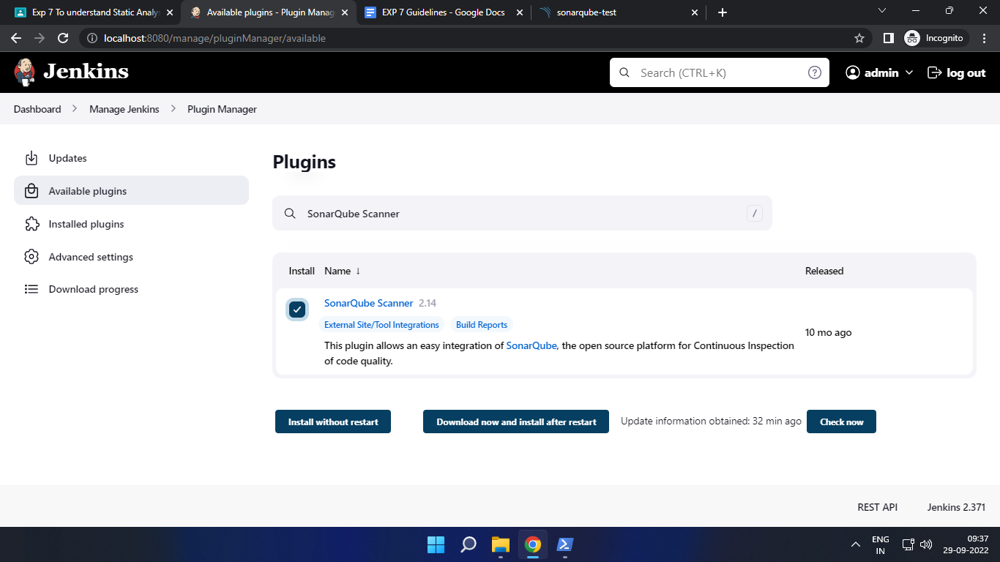 Exp 7 To understand Static Analys
Available plugins - Plugin Manag
EXP 7 Guidelines - Google Docs
sonarqube-test
localhost:8080/manage/pluginManager/available
Incognito
Jenkins
Search (CTRL+K)
?
admin
log out
Dashboard
Manage Jenkins
Plugin Manager
Updates
Available plugins
Installed plugins
Advanced settings
Download progress
Plugins
SonarQube Scanner
/
Install Name ↓ Released
SonarQube Scanner 2.14
External Site/Tool Integrations Build Reports
This plugin allows an easy integration of SonarQube, the open source platform for Continuous Inspection
of code quality.
10 mo ago
Install without restart
Download now and install after restart
Update information obtained: 32 min ago
Check now
REST API
Jenkins 2.371
ENG
IN
09:37
29-09-2022